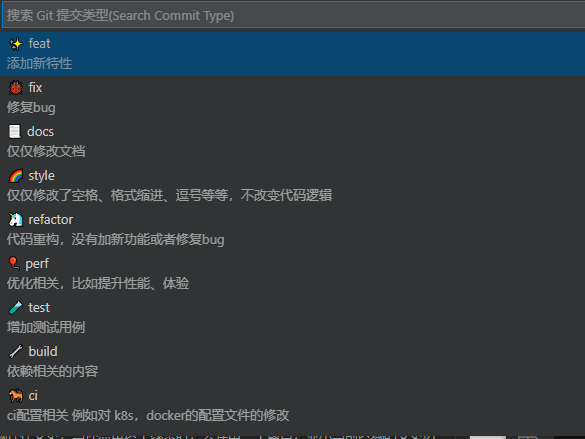 搜索 Git 提交类型(Search Commit Type)
feat
添加新特性
fix
修复bug
docs
仅仅修改文档
style
仅仅修改了空格、格式缩进、逗号等等，不改变代码逻辑
refactor
代码重构，没有加新功能或者修复bug
perf
优化相关，比如提升性能、体验
test
增加测试用例
build
依赖相关的内容
ci
ci配置相关 例如对 k8s，docker的配置文件的修改